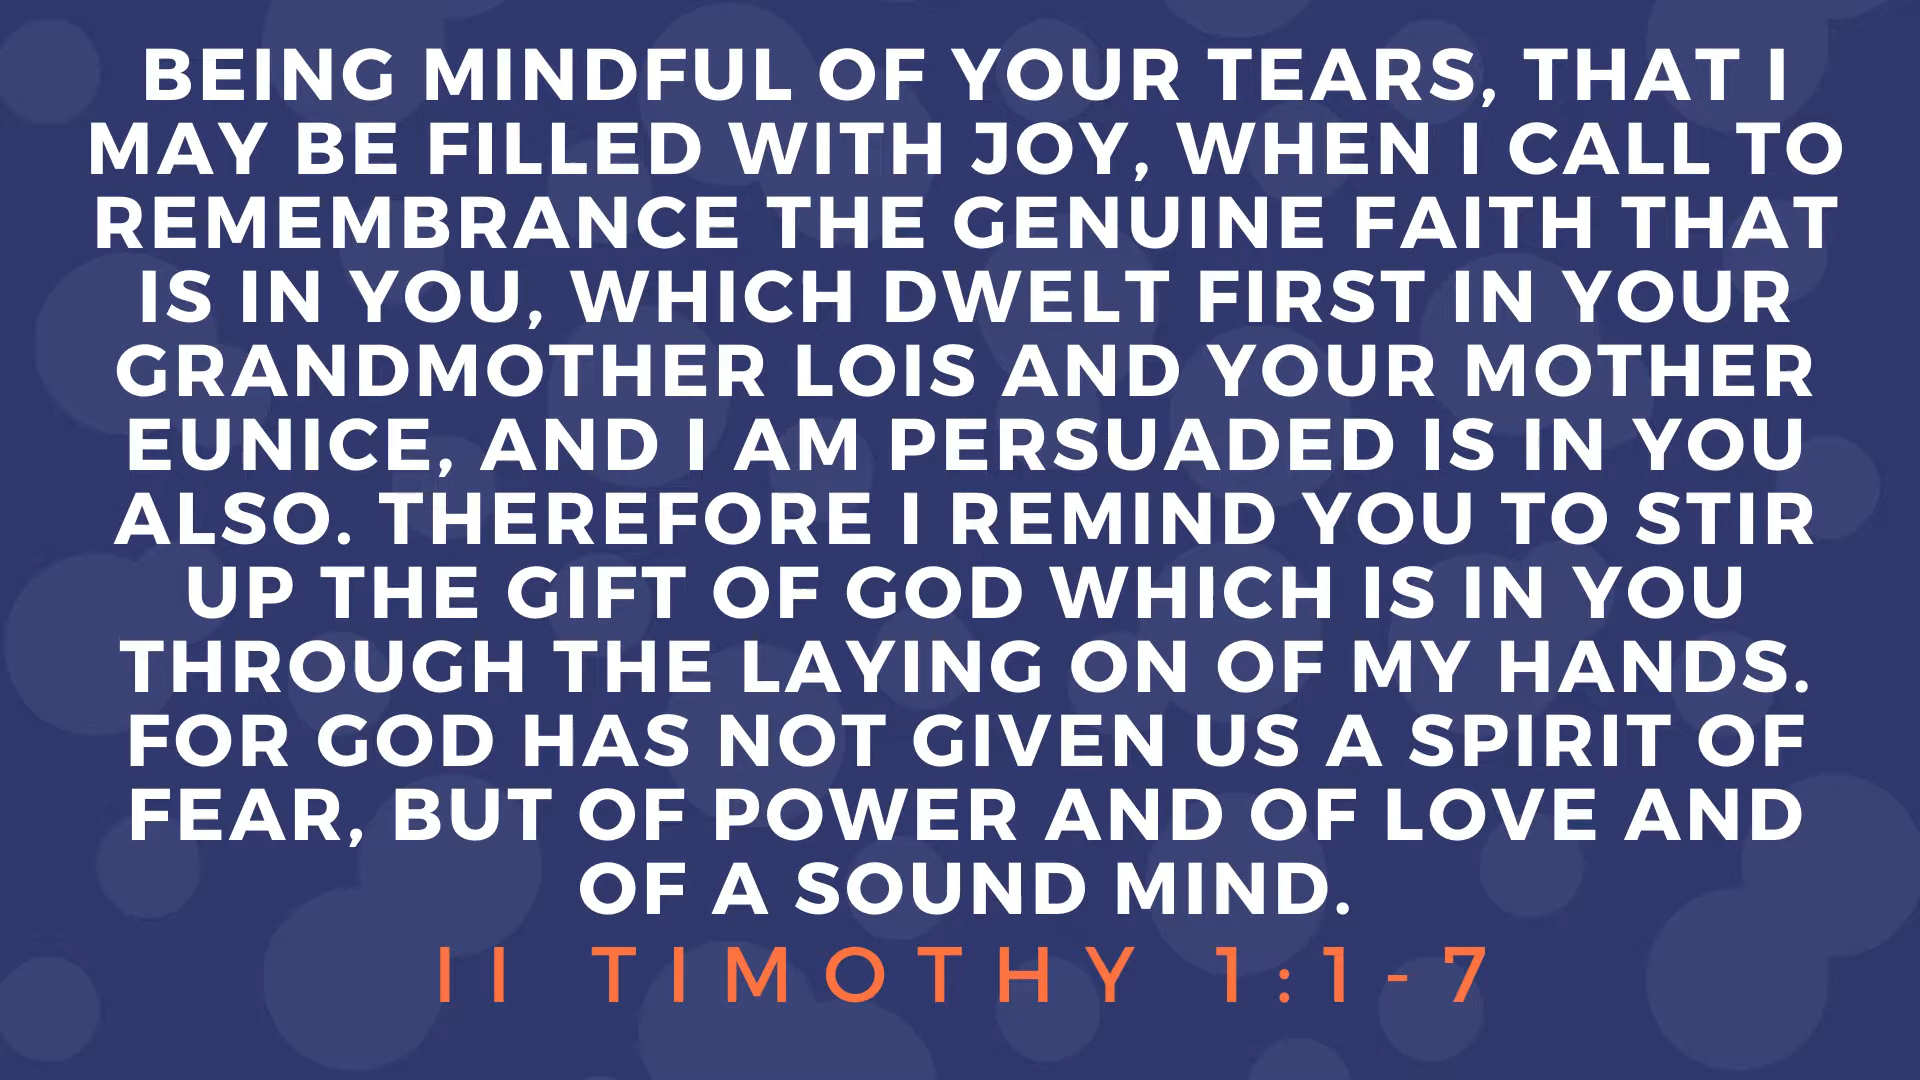 BEING MINDFUL OF YOUR TEARS, THAT I
MAY BE FILLED WITH JOY, WHEN I CALL TO
REMEMBRANCE THE GENUINE FAITH THAT
IS IN YOU, WHICH DWELT FIRST IN YOUR
GRANDMOTHER LOIS AND YOUR MOTHER
EUNICE, AND I AM PERSUADED IS IN YOU
ALSO. THEREFORE I REMIND YOU TO STIR
UP THE GIFT OF GOD WHICH IS IN YOU
THROUGH THE LAYING ON OF MY HANDS.
FOR GOD HAS NOT GIVEN US A SPIRIT OF
FEAR, BUT OF POWER AND OF LOVE AND
OF A SOUND MIND.
II TIMOTHY 1:1-7